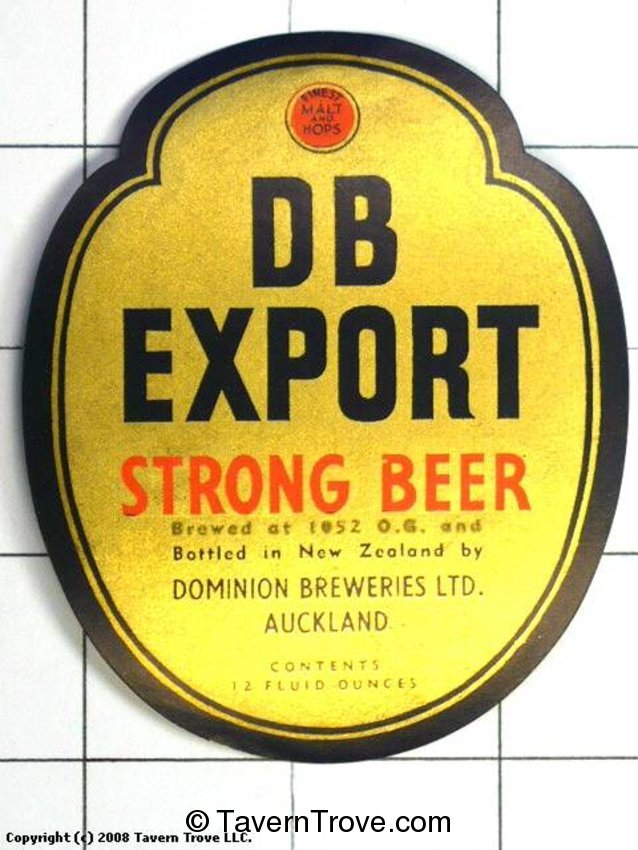 FINEST
MALT
AND
HOPS
DB
EXPORT
STRONG BEER
Brewed at 1052 O.G. and
Bottled in New Zealand by
DOMINION BREWERIES LTD.
AUCKLAND
CONTENTS
12 FLUID OUNCES
© TavernTrove.com
Copyright (c) 2008 Tavern Trove LLC.